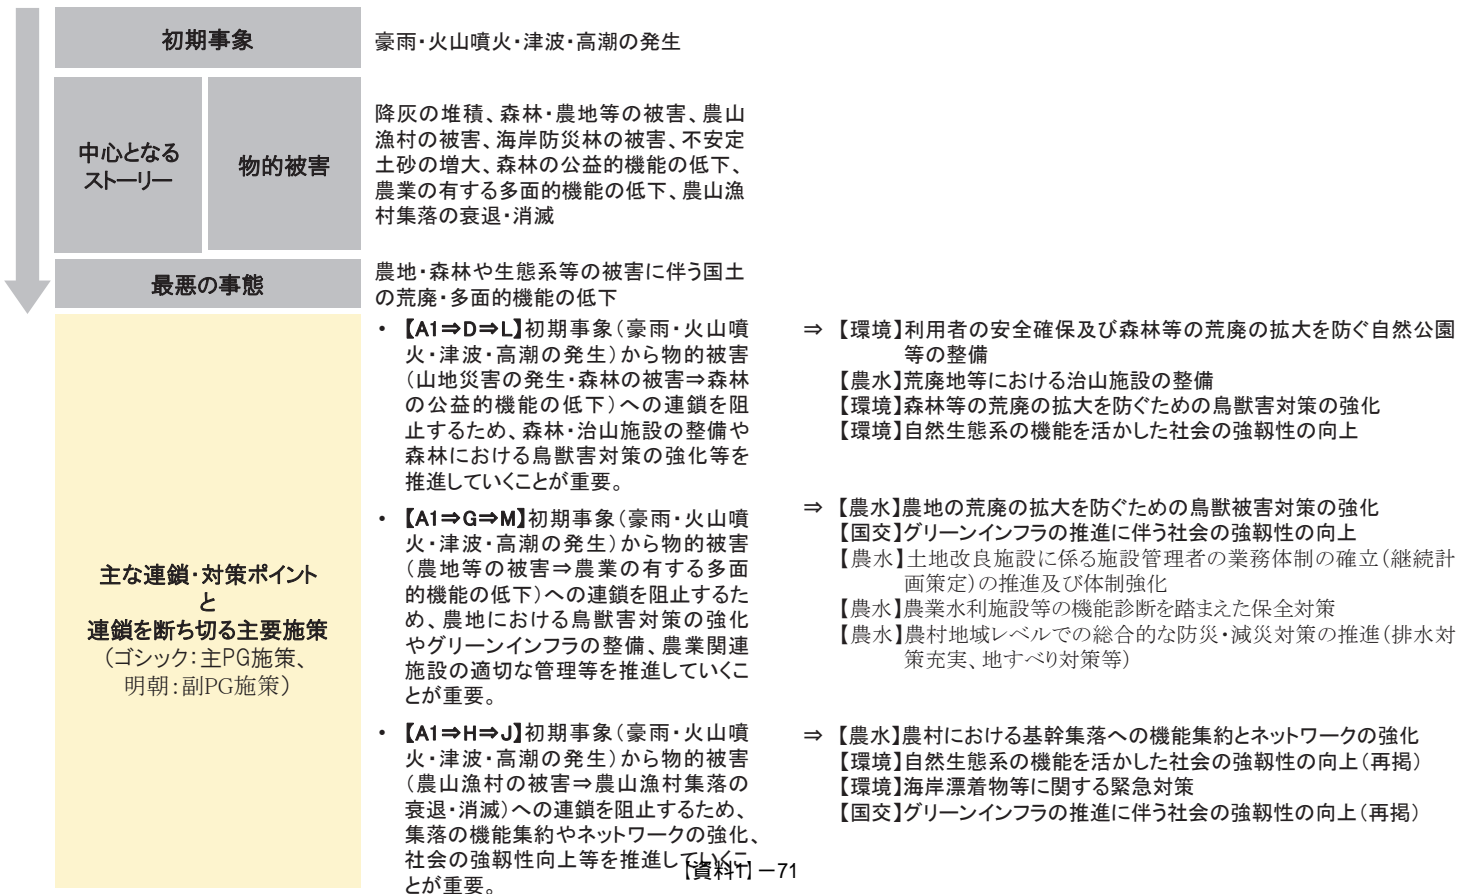 初期事象
豪雨・火山噴火・津波・高潮の発生
中心となる
ストーリー
物的被害
降灰の堆積、森林・農地等の被害、農山
漁村の被害、海岸防災林の被害、不安定
土砂の増大、森林の公益的機能の低下、
農業の有する多面的機能の低下、農山漁
村集落の衰退・消滅
最悪の事態
農地・森林や生態系等の被害に伴う国土
の荒廃・多面的機能の低下
主な連鎖・対策ポイント
と
連鎖を断ち切る主要施策
（ゴシック：主PG施策、
明朝：副PG施策）
・ 【A1⇒D⇒L】初期事象（豪雨・火山噴
火・津波・高潮の発生）から物的被害
（山地災害の発生・森林の被害⇒森林
の公益的機能の低下）への連鎖を阻
止するため、森林・治山施設の整備や
森林における鳥獣害対策の強化等を
推進していくことが重要。
⇒ 【環境】利用者の安全確保及び森林等の荒廃の拡大を防ぐ自然公園
等の整備
【農水】荒廃地等における治山施設の整備
【環境】森林等の荒廃の拡大を防ぐための鳥獣害対策の強化
【環境】自然生態系の機能を活かした社会の強靱性の向上
・ 【A1⇒G⇒M】初期事象（豪雨・火山噴
火・津波・高潮の発生）から物的被害
（農地等の被害⇒農業の有する多面
的機能の低下）への連鎖を阻止するた
め、農地における鳥獣害対策の強化
やグリーンインフラの整備、農業関連
施設の適切な管理等を推進していくこ
とが重要。
⇒ 【農水】農地の荒廃の拡大を防ぐための鳥獣被害対策の強化
【国交】グリーンインフラの推進に伴う社会の強靱性の向上
【農水】土地改良施設に係る施設管理者の業務体制の確立（継続計
画策定）の推進及び体制強化
【農水】農業水利施設等の機能診断を踏まえた保全対策
【農水】農村地域レベルでの総合的な防災・減災対策の推進（排水対
策充実、地すべり対策等）
・ 【A1⇒H⇒J】初期事象（豪雨・火山噴
火・津波・高潮の発生）から物的被害
（農山漁村の被害⇒農山漁村集落の
衰退・消滅）への連鎖を阻止するため、
集落の機能集約やネットワークの強化、
社会の強靱性向上等を推進していくこ
とが重要。
⇒ 【農水】農村における基幹集落への機能集約とネットワークの強化
【環境】自然生態系の機能を活かした社会の強靱性の向上（再掲）
【環境】海岸漂着物等に関する緊急対策
【国交】グリーンインフラの推進に伴う社会の強靱性の向上（再掲）
【資料1】－71